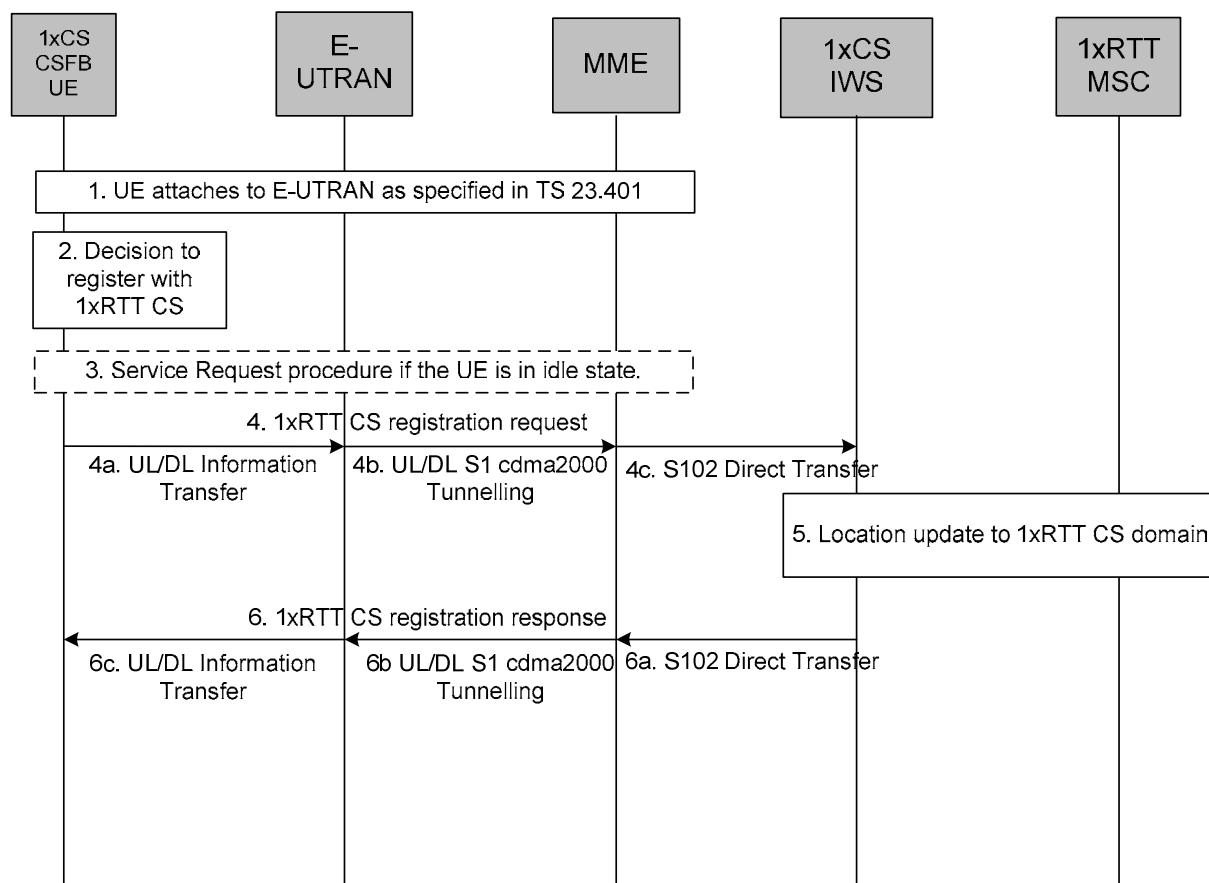 1xCS
CSFB
UE
E-
UTRAN
MME
1xCS
IWS
1xRTT
MSC
1. UE attaches to E-UTRAN as specified in TS 23.401
2. Decision to
register with
1xRTT CS
3. Service Request procedure if the UE is in idle state.
4. 1xRTT CS registration request
4a. UL/DL Information
Transfer
4b. UL/DL S1 cdma2000
Tunnelling
4c. S102 Direct Transfer
5. Location update to 1xRTT CS domain
6. 1xRTT CS registration response
6c. UL/DL Information
Transfer
6b UL/DL S1 cdma2000
Tunnelling
6a. S102 Direct Transfer